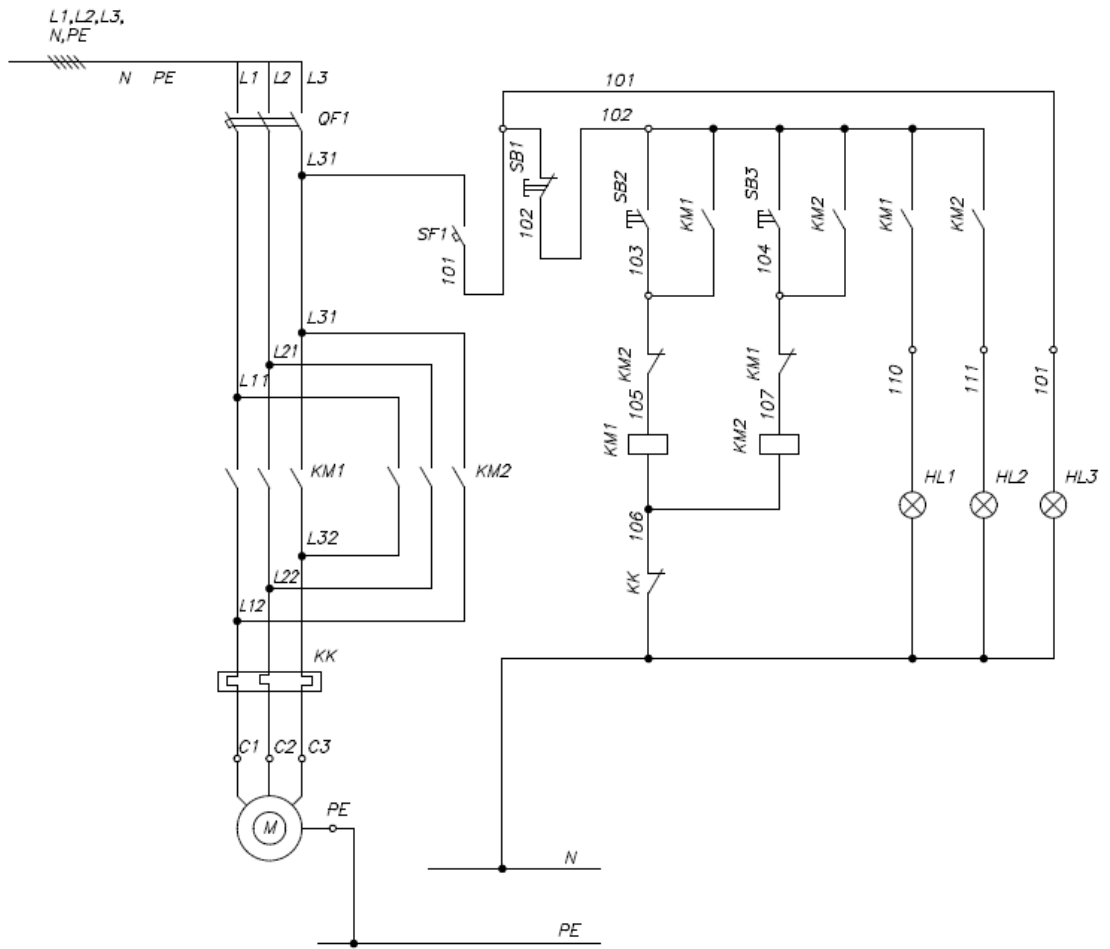 L1,L2,L3,
N,PE
N PE L1 L2 L3
QF1
L31
SF1
101
101
102
SB1
102
SB2
KM1
SB3
KM2
KM1
KM2
103
104
L31
L21
L11
KM1
KM2
L32
L22
L12
KM2
KM1
105
107
KM1
KM2
106
KK
110
111
101
HL1
HL2
HL3
KK
C1 C2 C3
M
PE
N
PE